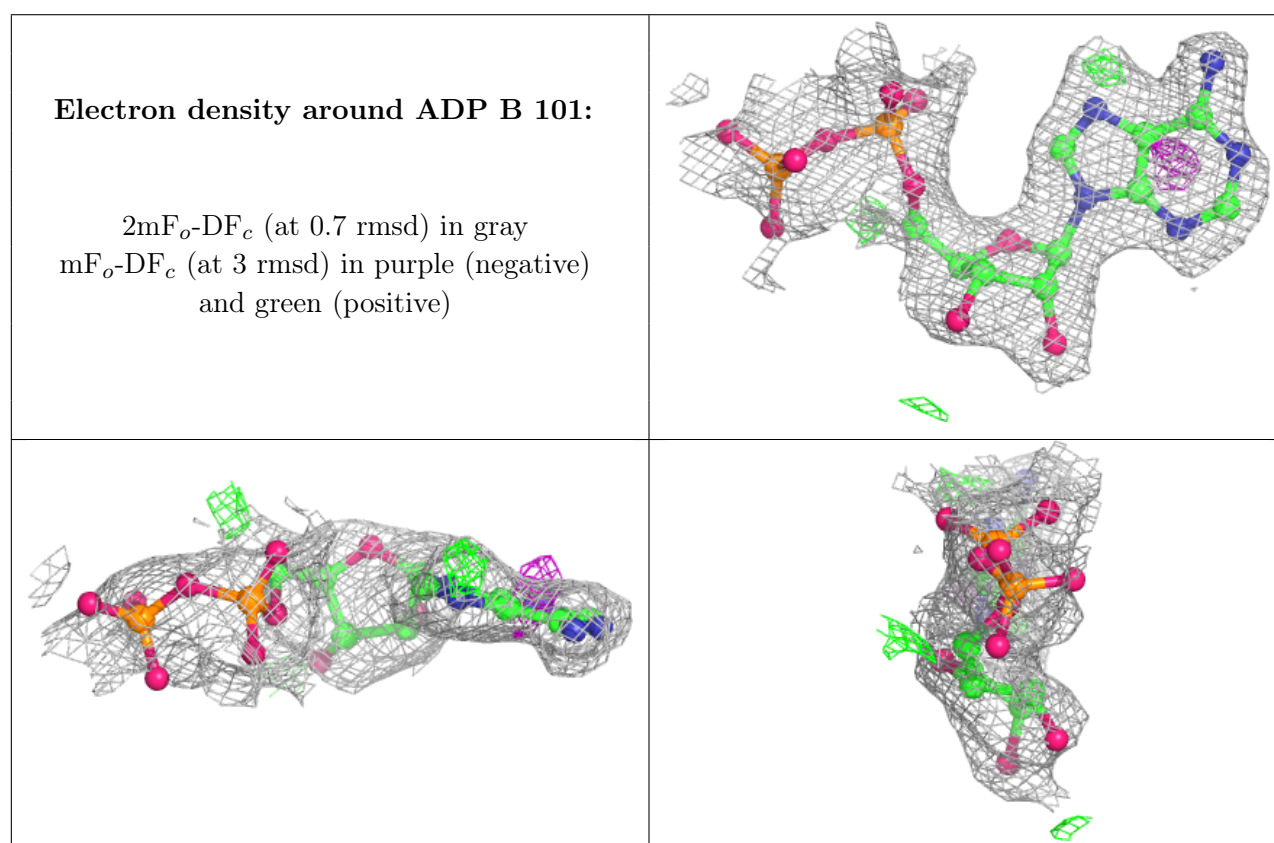 Electron density around ADP B 101:
2mFo-DFc (at 0.7 rmsd) in gray
mFo-DFc (at 3 rmsd) in purple (negative)
and green (positive)